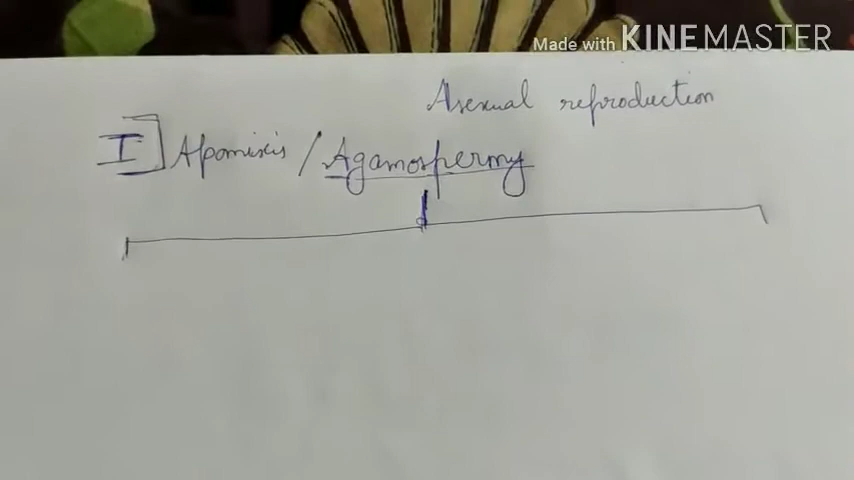 Made with KINEMASTER
Asexual reproduction
I] Apomixis / Agamospermy